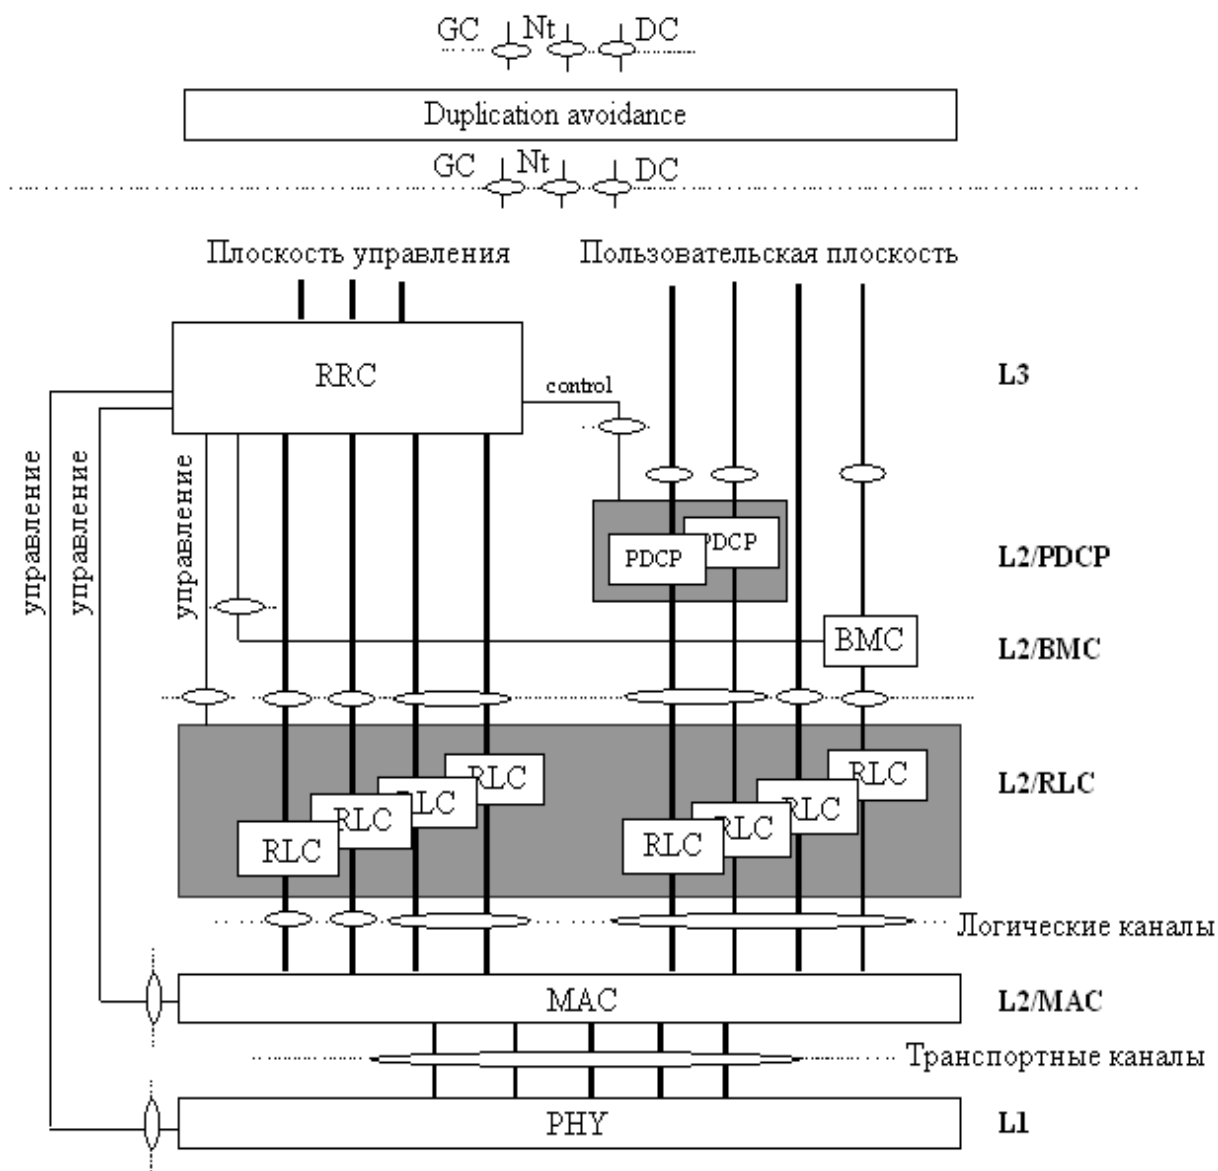 GC Nt DC
Duplication avoidance
GC Nt DC
Плоскость управления
Пользовательская плоскость
RRC
control
L3
управление
управление
управление
PDCP
PDCP
L2/PDCP
BMC
L2/BMC
RLC
RLC
RLC
RLC
RLC
RLC
RLC
RLC
L2/RLC
Логические каналы
MAC
L2/MAC
Транспортные каналы
PHY
L1